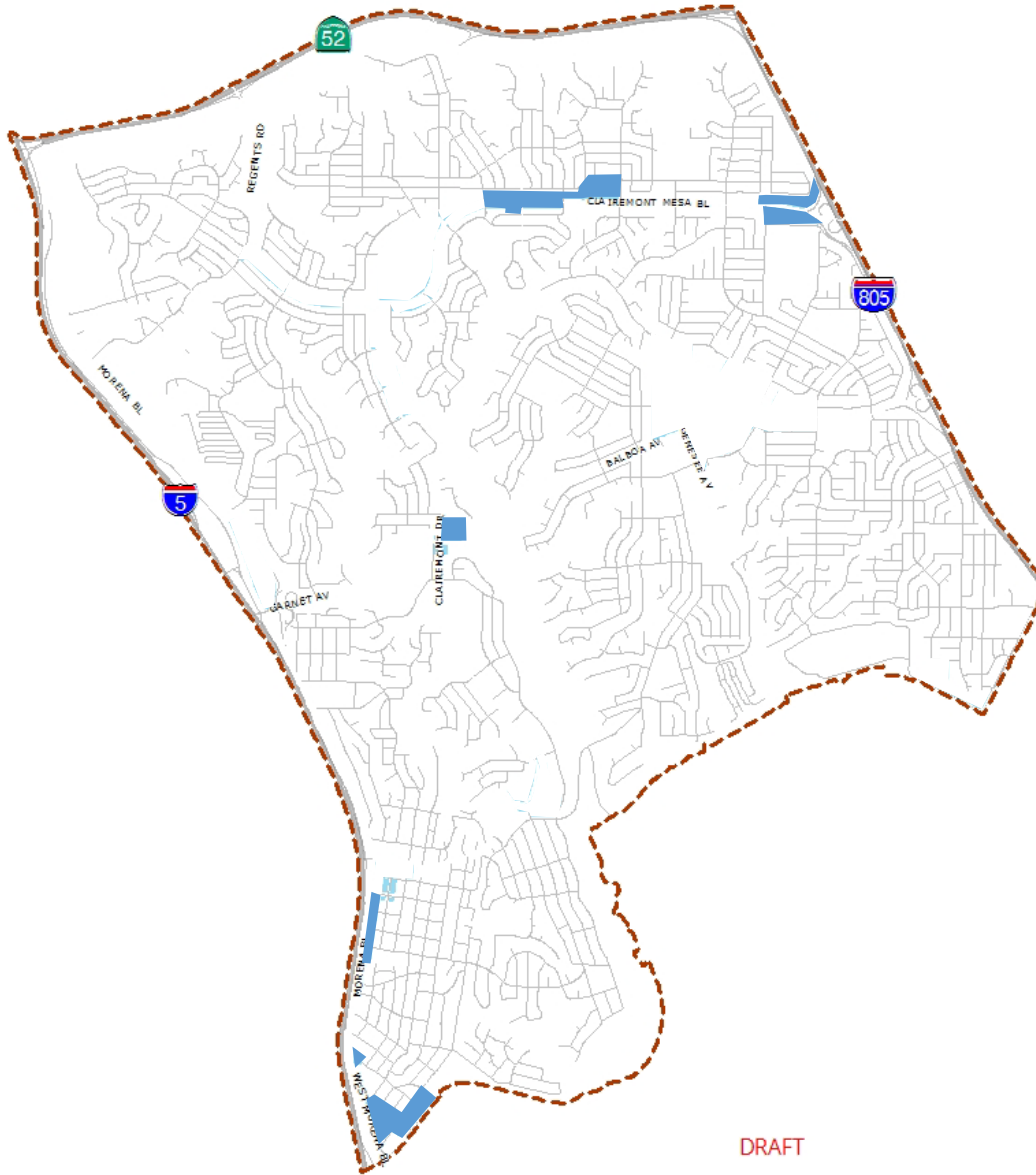 52
REGENTS RD
CLAIREMONT MESA BL
805
MORENA BL
BALBOA AV
GENESEE AV
5
CLAIREMONT DR
GARNET AV
MORENA BL
WEST MORENA BL
DRAFT